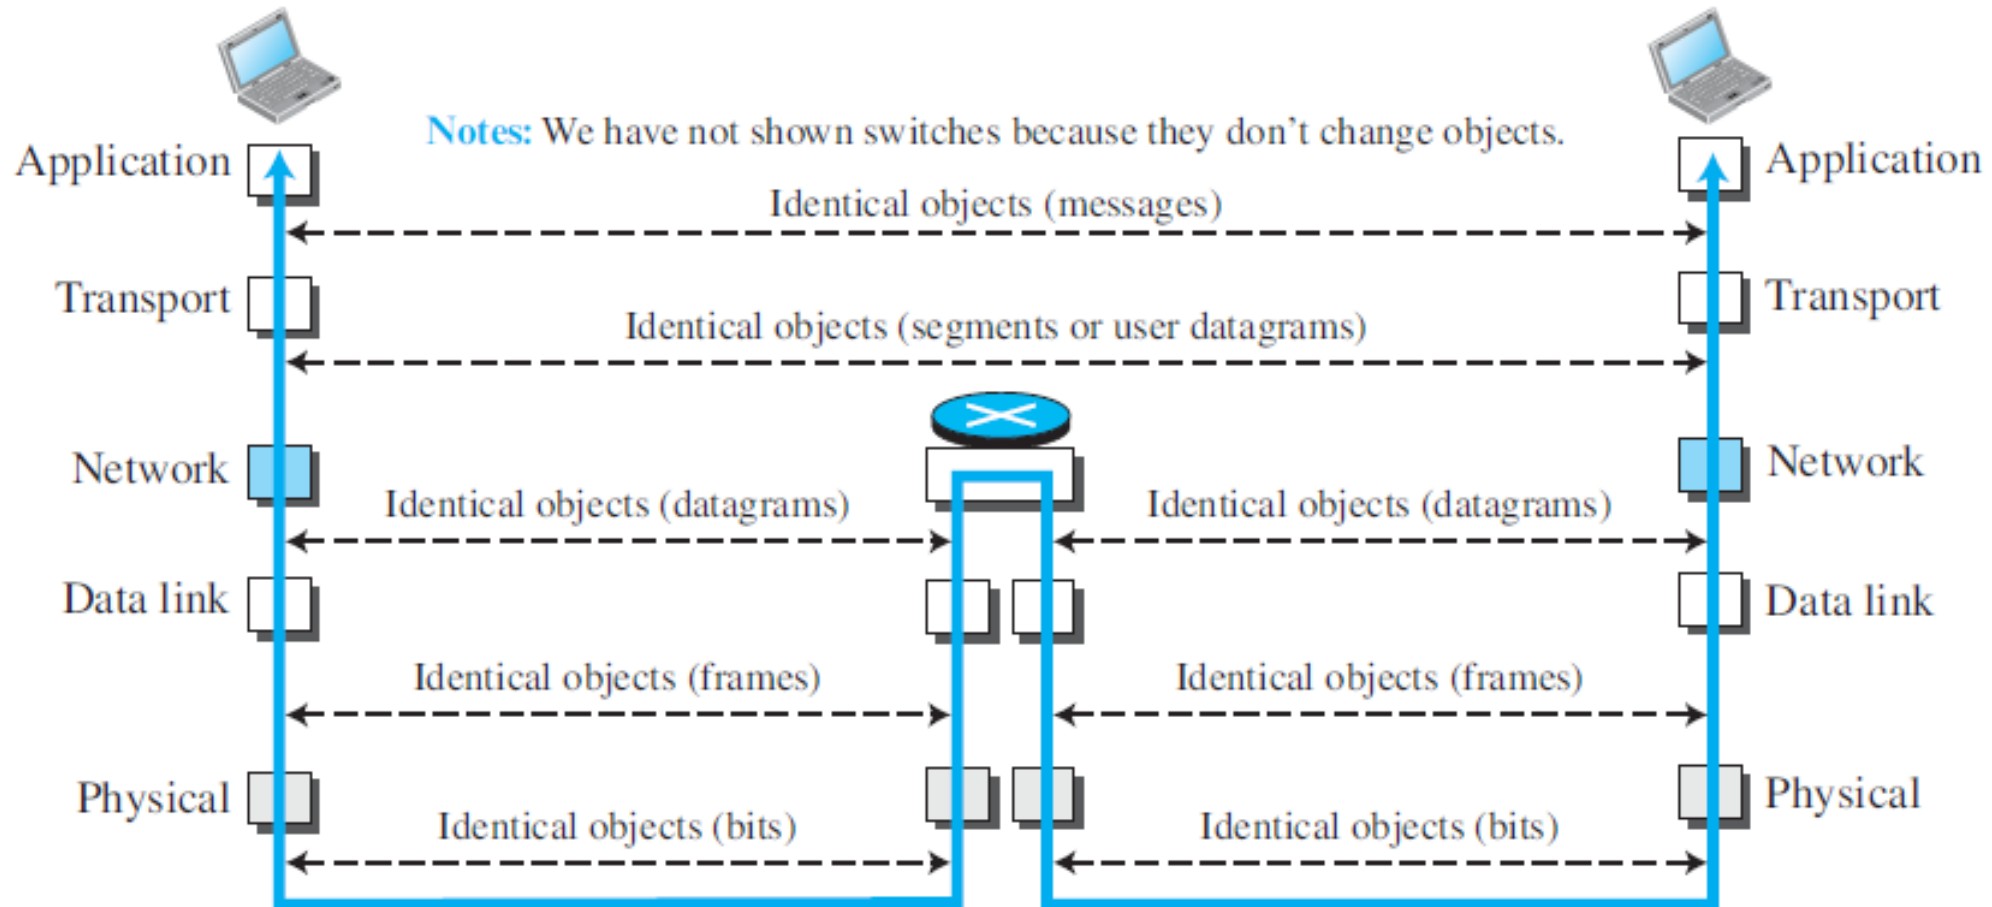 Notes: We have not shown switches because they don't change objects.
Application
Application
Identical objects (messages)
Transport
Transport
Identical objects (segments or user datagrams)
Network
Network
Identical objects (datagrams)
Identical objects (datagrams)
Data link
Data link
Identical objects (frames)
Identical objects (frames)
Physical
Physical
Identical objects (bits)
Identical objects (bits)